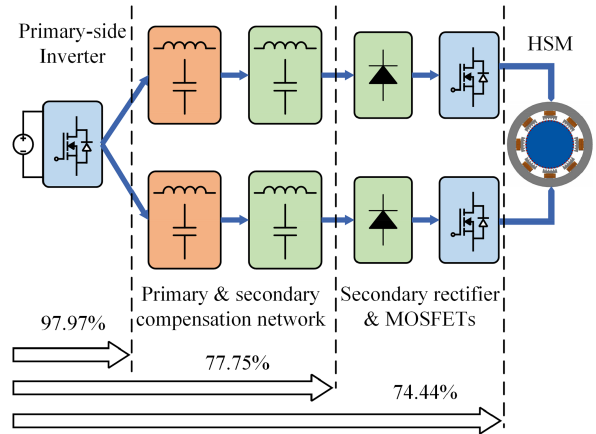 Primary-side
Inverter
HSM
Primary & secondary
compensation network
Secondary rectifier
& MOSFETs
97.97%
77.75%
74.44%